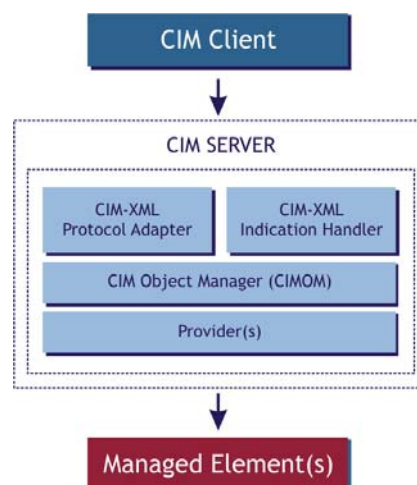 CIM Client
CIM SERVER
CIM-XML
Protocol Adapter
CIM-XML
Indication Handler
CIM Object Manager (CIMOM)
Provider(s)
Managed Element(s)